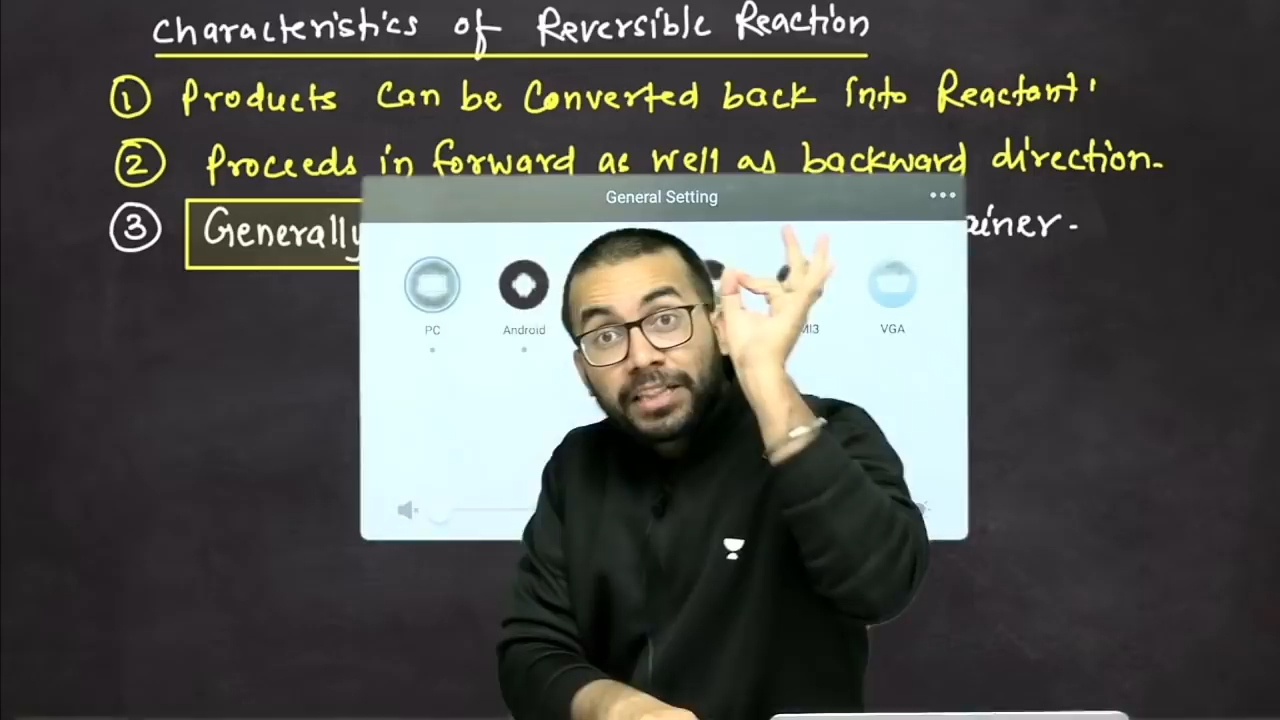 Characteristics of Reversible Reaction
① Products can be converted back into Reactant.
② Proceeds in forward as well as backward direction.
③ Generally
General Setting
PC
Android
VGA